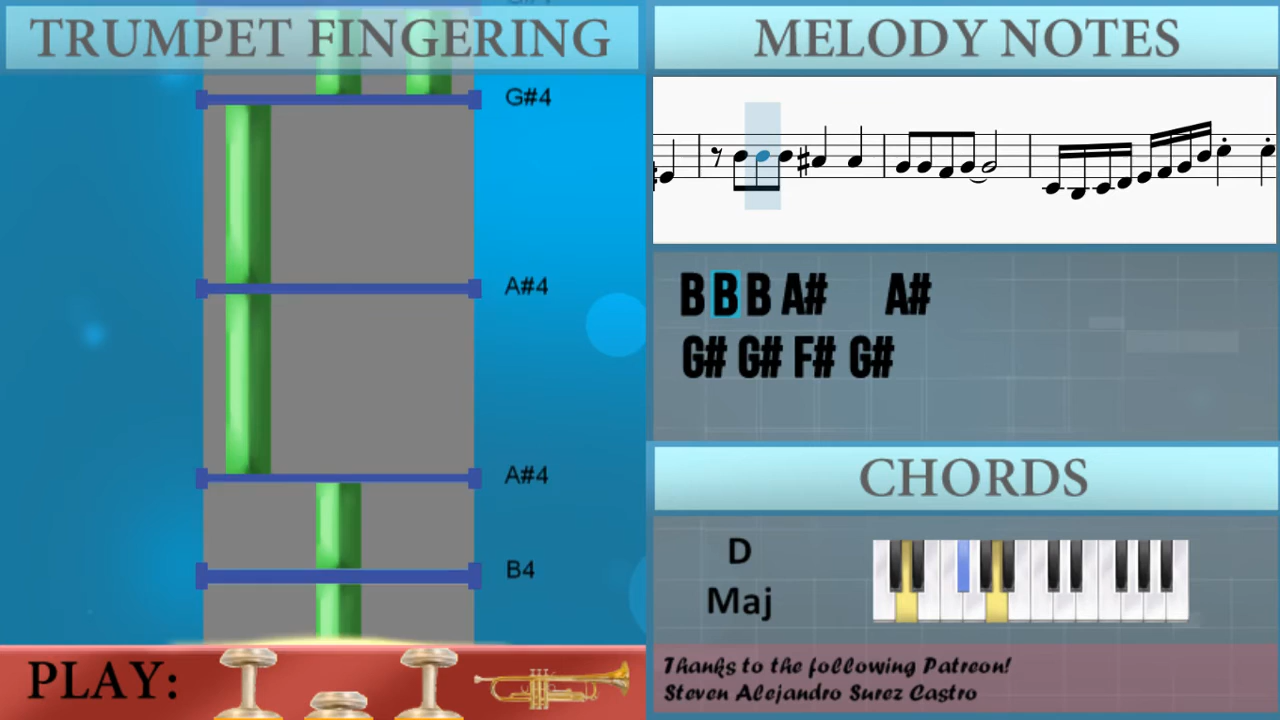 TRUMPET FINGERING
G#4
A#4
A#4
B4
PLAY:
MELODY NOTES
B B B A# A#
G# G# F# G#
CHORDS
D
Maj
Thanks to the following Patreon!
Steven Alejandro Surez Castro